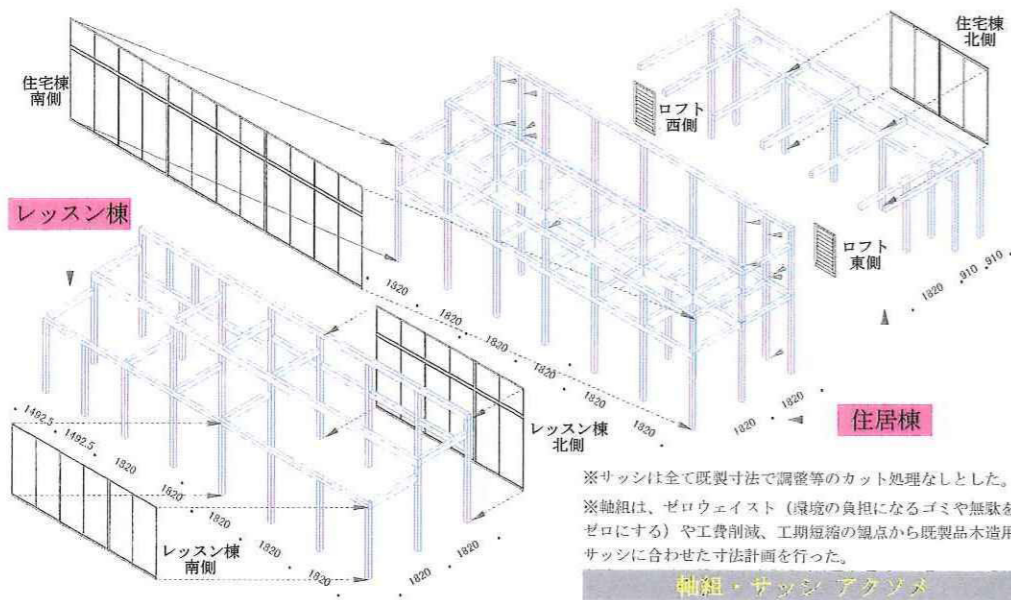 住宅棟
南側
レッスン棟
住宅棟
北側
ロフト
西側
ロフト
東側
1820
910
910
1820
1820
1820
1820
1820
1820
1820
1820
住居棟
1492.5
1492.5
1820
1820
1820
1820
1820
1820
レッスン棟
北側
レッスン棟
南側
※サッシは全て既製寸法で調整等のカット処理なしとした。
※軸組は、ゼロウェイスト（環境の負担になるゴミや無駄を
ゼロにする）や工費削減、工期短縮の観点から既製品木造用
サッシに合わせた寸法計画を行った。
軸組・サッシ アクソメ